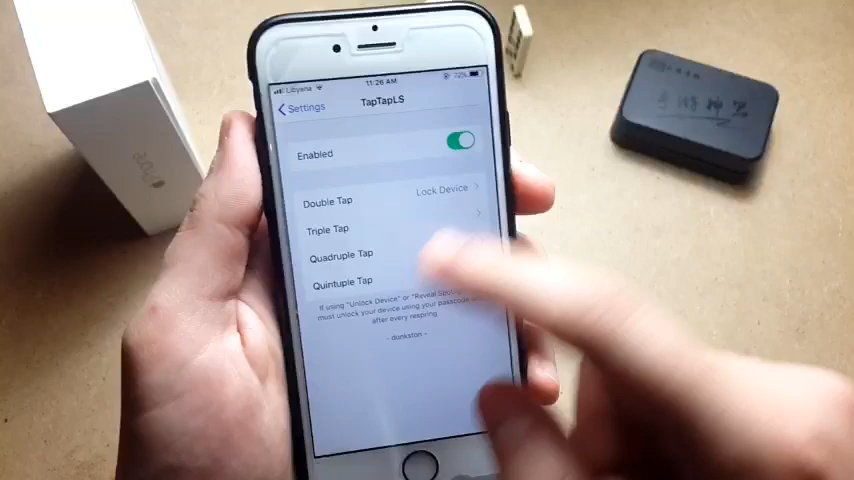 Libyana
11:26 AM
72%
Settings
TapTapLS
Enabled
Double Tap
Lock Device
Triple Tap
Quadruple Tap
Quintuple Tap
If using "Unlock Device" or "Reveal
must unlock your device using your passcode
after every respring
- dunkston -
iPhone